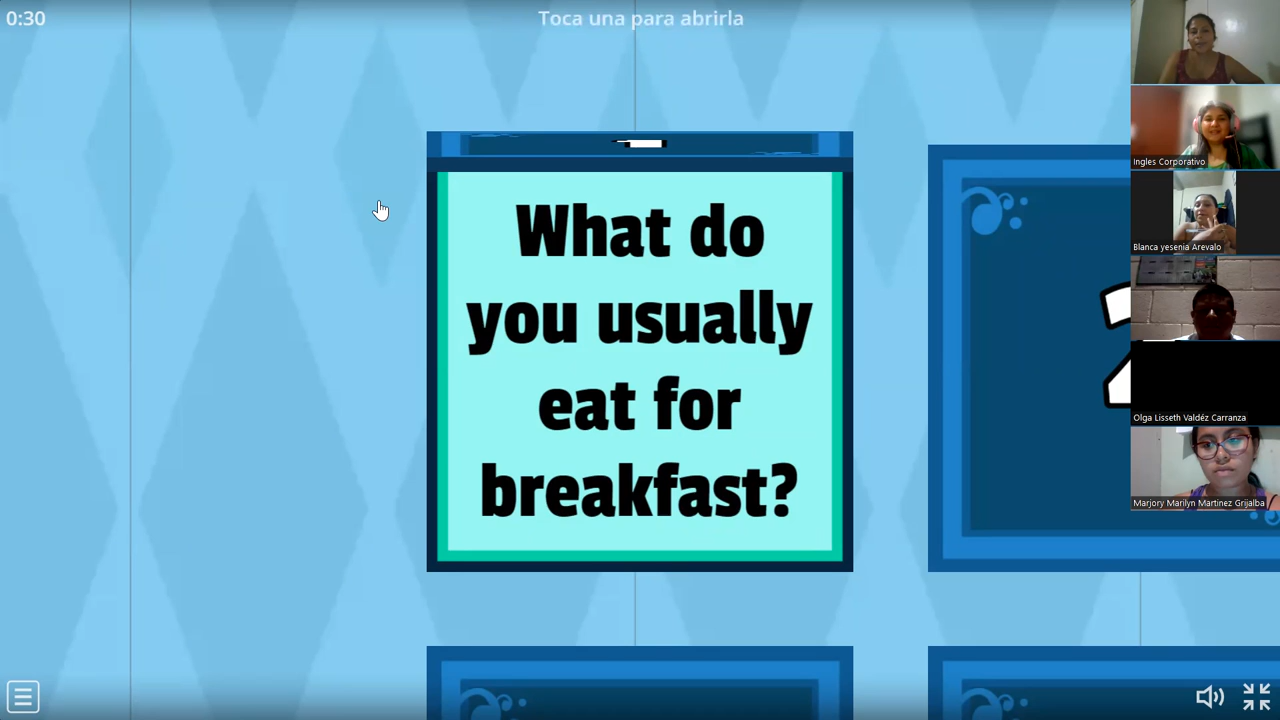 0:30
Toca una para abrirla
What do
you usually
eat for
breakfast?
Ingles Corporativo
Blanca yesenia Arevalo
Olga Lisseth Valdéz Carranza
Marjory Marilyn Martinez Grijalba